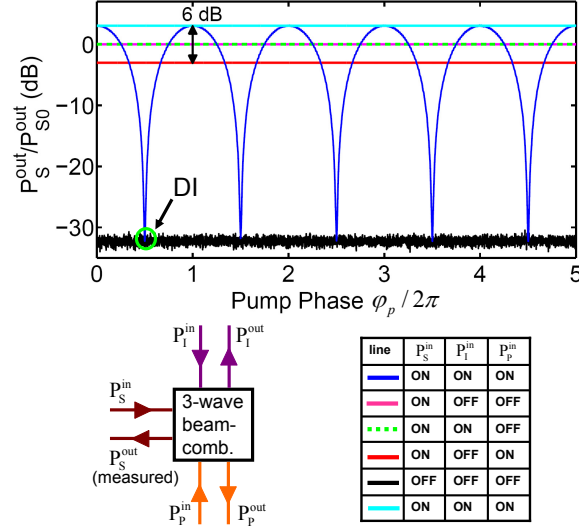 6 dB
0
−10
−20
−30
P_S^out/P_S0^out (dB)
DI
0 1 2 3 4 5
Pump Phase φ_p / 2π
P_I^in P_I^out
P_S^in
P_S^out
(measured)
3-wave
beam-
comb.
P_P^in P_P^out
line P_S^in P_I^in P_P^in
ON ON ON
ON OFF OFF
ON ON OFF
ON OFF ON
OFF OFF OFF
ON ON ON